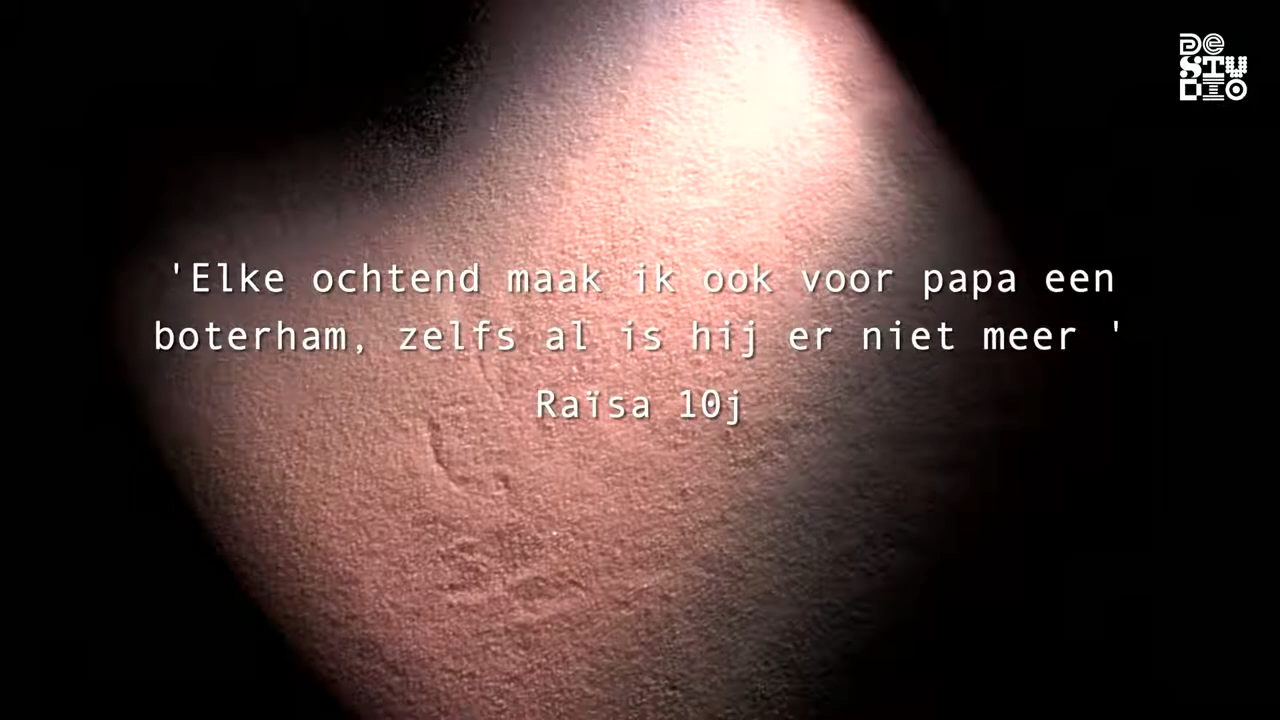 De
STU
DIO
'Elke ochtend maak ik ook voor papa een
boterham, zelfs al is hij er niet meer '
Raïsa 10j